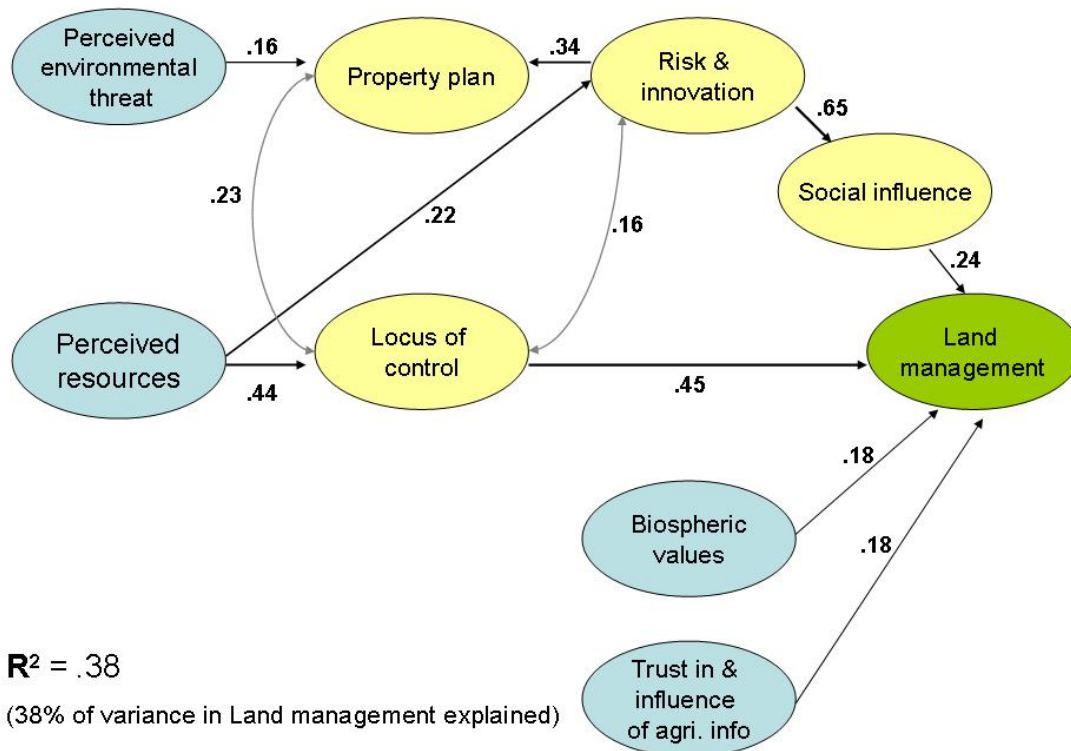 Perceived
environmental
threat
.16
Property plan
.34
Risk &
innovation
.65
Social influence
.23
.22
.16
.24
Perceived
resources
.44
Locus of
control
.45
Land
management
.18
Biospheric
values
.18
Trust in &
influence
of agri. info
R² = .38
(38% of variance in Land management explained)